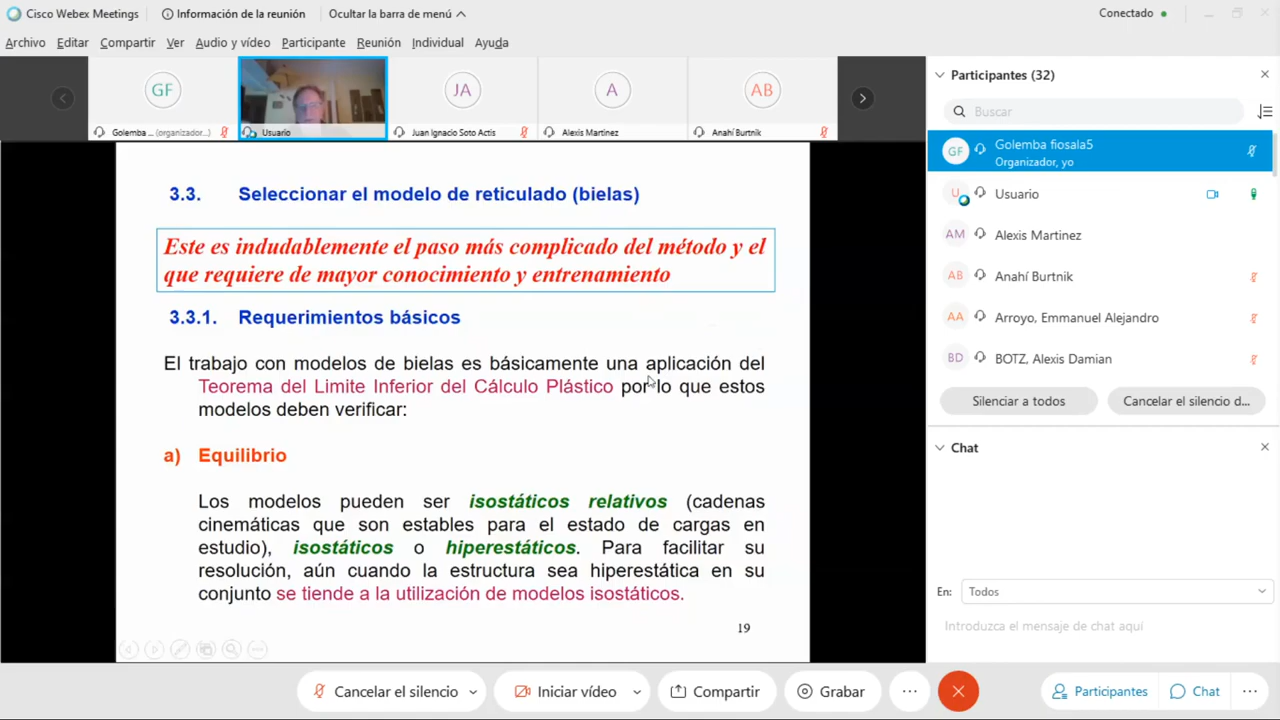 Cisco Webex Meetings
Información de la reunión
Ocultar la barra de menú
Conectado
Archivo Editar Compartir Ver Audio y vídeo Participante Reunión Individual Ayuda
GF
JA
A
AB
Golemba ... (organizador...)
Usuario
Juan Ignacio Soto Actis
Alexis Martinez
Anahí Burtnik
3.3. Seleccionar el modelo de reticulado (bielas)
Este es indudablemente el paso más complicado del método y el
que requiere de mayor conocimiento y entrenamiento
3.3.1. Requerimientos básicos
El trabajo con modelos de bielas es básicamente una aplicación del
Teorema del Limite Inferior del Cálculo Plástico por lo que estos
modelos deben verificar:
a) Equilibrio
Los modelos pueden ser isostáticos relativos (cadenas
cinemáticas que son estables para el estado de cargas en
estudio), isostáticos o hiperestáticos. Para facilitar su
resolución, aún cuando la estructura sea hiperestática en su
conjunto se tiende a la utilización de modelos isostáticos.
19
Participantes (32)
Buscar
GF Golemba fiosala5
Organizador, yo
U Usuario
AM Alexis Martinez
AB Anahí Burtnik
AA Arroyo, Emmanuel Alejandro
BD BOTZ, Alexis Damian
Silenciar a todos
Cancelar el silencio d...
Chat
En: Todos
Introduzca el mensaje de chat aquí
Cancelar el silencio
Iniciar vídeo
Compartir
Grabar
Participantes
Chat